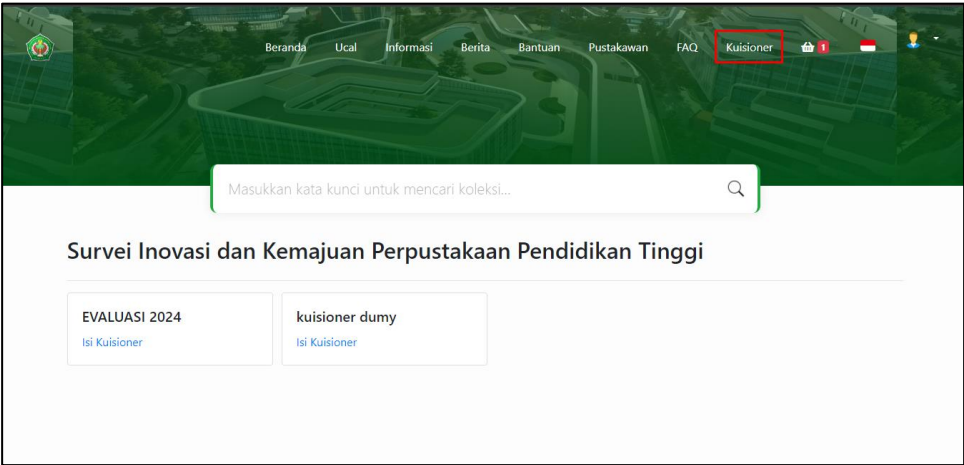 Beranda Ucal Informasi Berita Bantuan Pustakawan FAQ Kuisioner 1
Masukkan kata kunci untuk mencari koleksi...
Survei Inovasi dan Kemajuan Perpustakaan Pendidikan Tinggi
EVALUASI 2024
Isi Kuisioner
kuisioner dumy
Isi Kuisioner